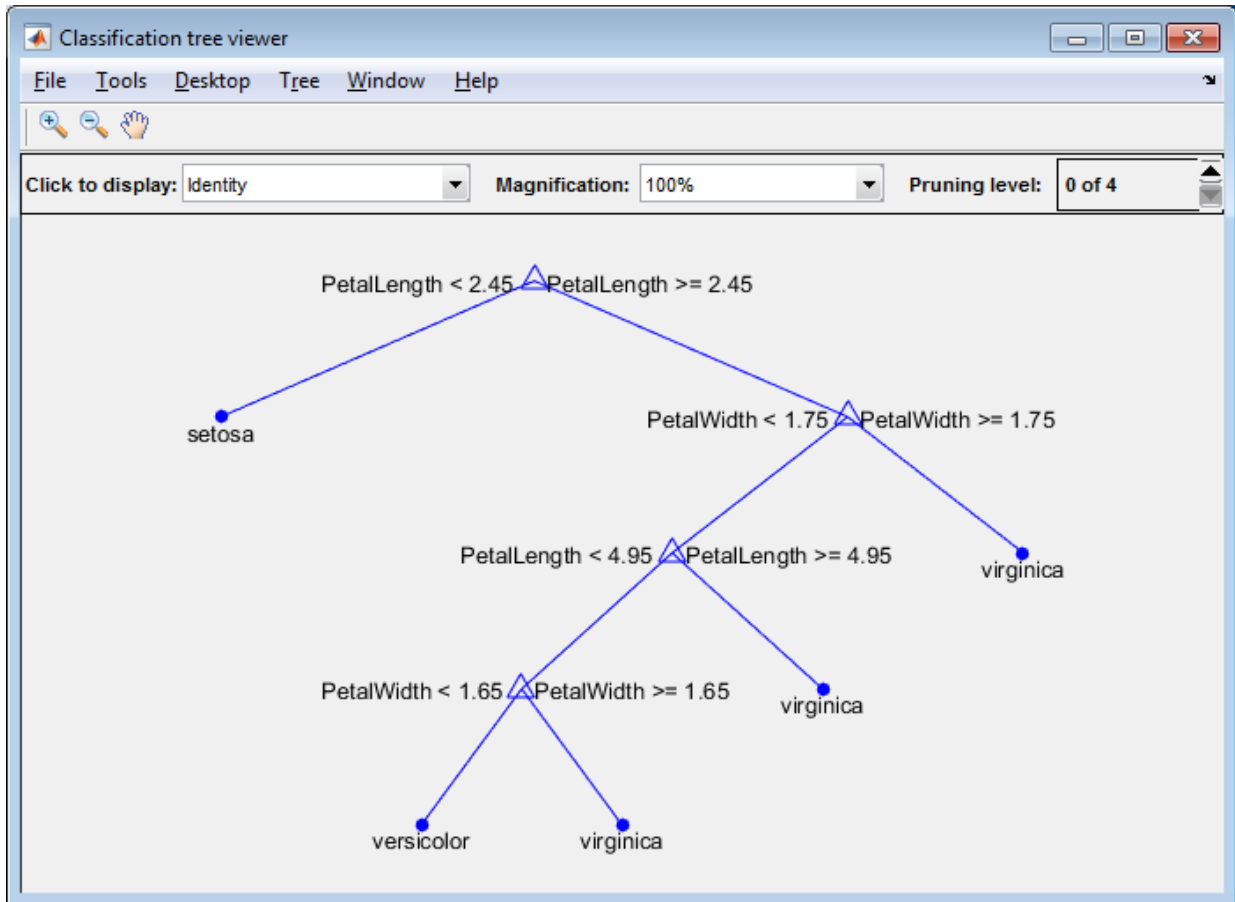 Classification tree viewer
File Tools Desktop Tree Window Help
Click to display: Identity Magnification: 100% Pruning level: 0 of 4
PetalLength < 2.45 PetalLength >= 2.45
setosa
PetalWidth < 1.75 PetalWidth >= 1.75
PetalLength < 4.95 PetalLength >= 4.95
virginica
PetalWidth < 1.65 PetalWidth >= 1.65
virginica
versicolor virginica